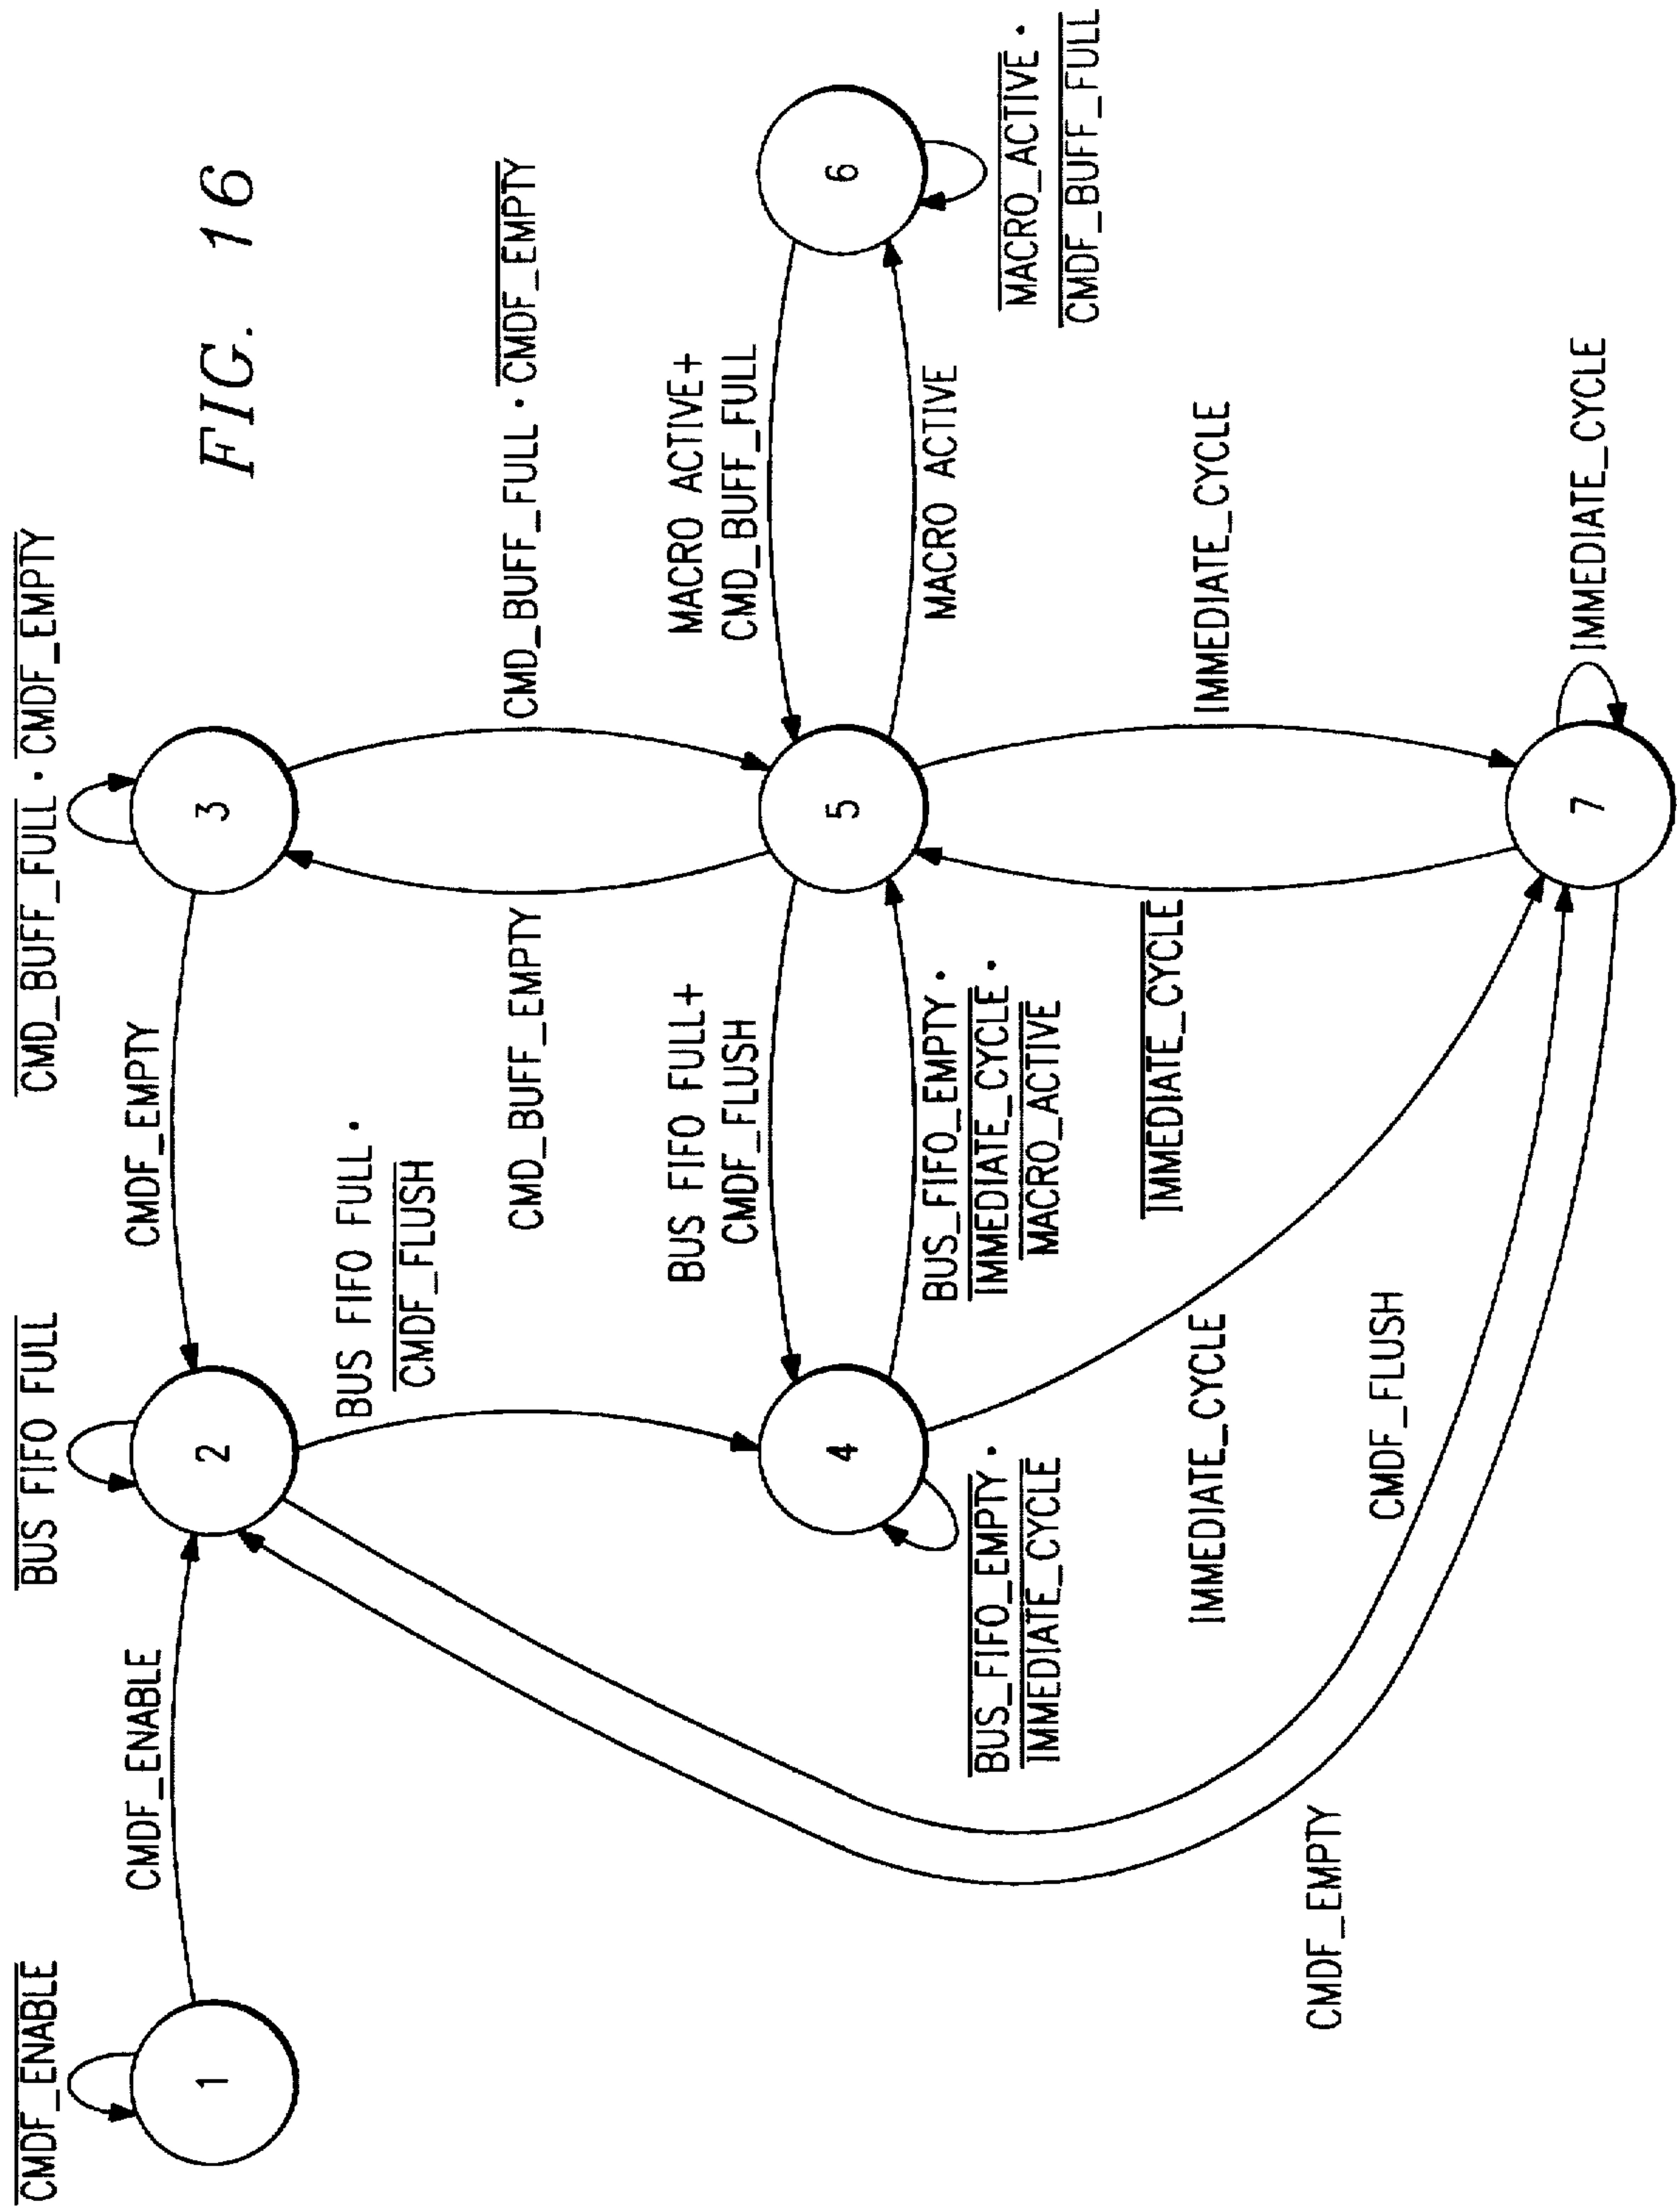 FIG. 16
CMDF_ENABLE
BUS FIFO FULL
CMD_BUFF_FULL · CMDF_EMPTY
CMDF_ENABLE
CMDF_EMPTY
1
2
3
BUS FIFO FULL ·
CMDF_FLUSH
CMD_BUFF_EMPTY
CMD_BUFF_FULL · CMDF_EMPTY
BUS FIFO FULL+
CMDF_FLUSH
MACRO ACTIVE+
CMD_BUFF_FULL
4
5
6
BUS_FIFO_EMPTY ·
IMMEDIATE_CYCLE
BUS_FIFO_EMPTY ·
IMMEDIATE_CYCLE ·
MACRO_ACTIVE
MACRO ACTIVE
MACRO_ACTIVE ·
CMDF_BUFF_FULL
IMMEDIATE_CYCLE
IMMEDIATE_CYCLE
IMMEDIATE_CYCLE
CMDF_EMPTY
CMDF_FLUSH
7
IMMEDIATE_CYCLE